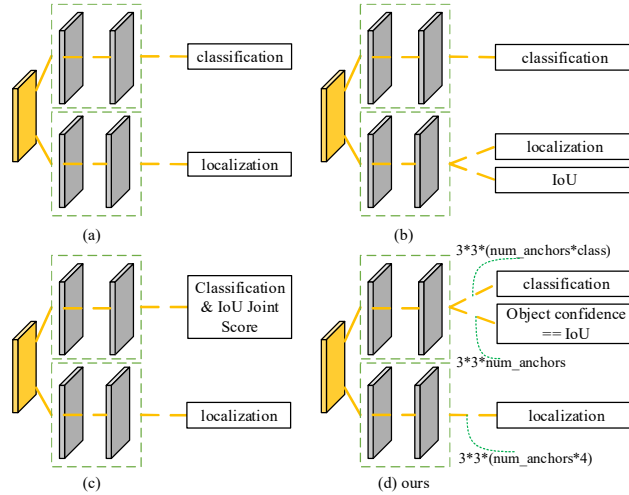 classification
localization
(a)
classification
localization
IoU
(b)
Classification
& IoU Joint
Score
localization
(c)
3*3*(num_anchors*class)
classification
Object confidence
== IoU
3*3*num_anchors
localization
3*3*(num_anchors*4)
(d) ours